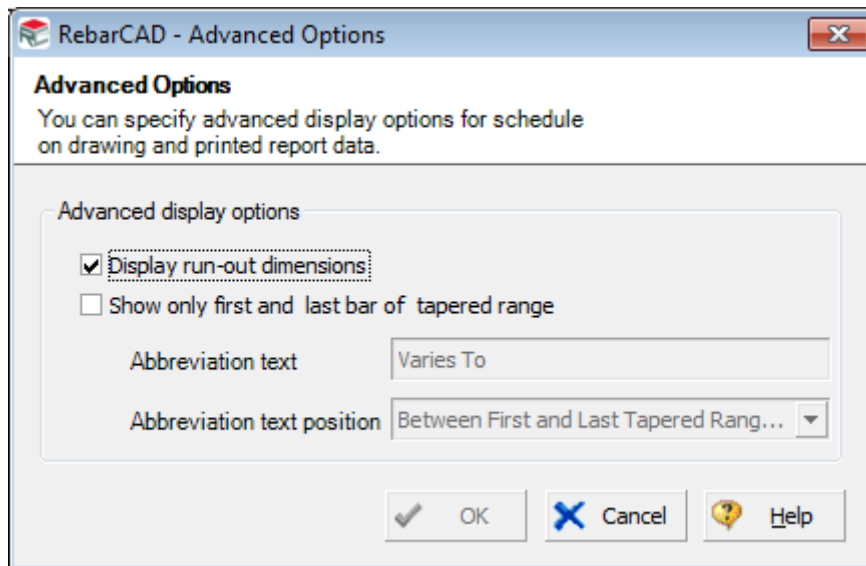 RebarCAD - Advanced Options
Advanced Options
You can specify advanced display options for schedule
on drawing and printed report data.
Advanced display options
Display run-out dimensions
Show only first and last bar of tapered range
Abbreviation text
Varies To
Abbreviation text position
Between First and Last Tapered Rang...
OK
Cancel
Help